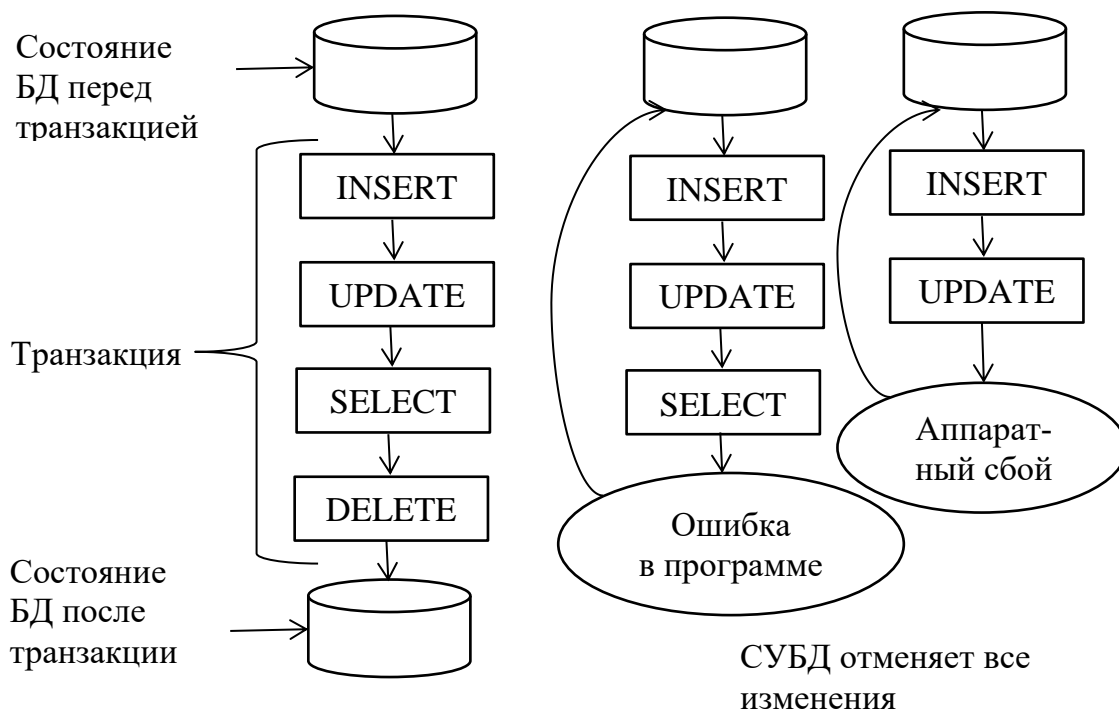 Состояние
БД перед
транзакцией
INSERT
UPDATE
Транзакция
SELECT
DELETE
Состояние
БД после
транзакции
INSERT
UPDATE
SELECT
Ошибка
в программе
INSERT
UPDATE
Аппарат-
ный сбой
СУБД отменяет все
изменения